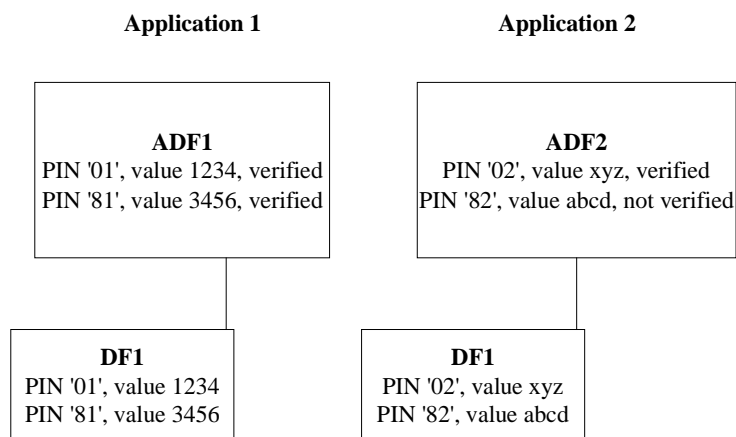 Application 1
Application 2
ADF1
PIN '01', value 1234, verified
PIN '81', value 3456, verified
ADF2
PIN '02', value xyz, verified
PIN '82', value abcd, not verified
DF1
PIN '01', value 1234
PIN '81', value 3456
DF1
PIN '02', value xyz
PIN '82', value abcd